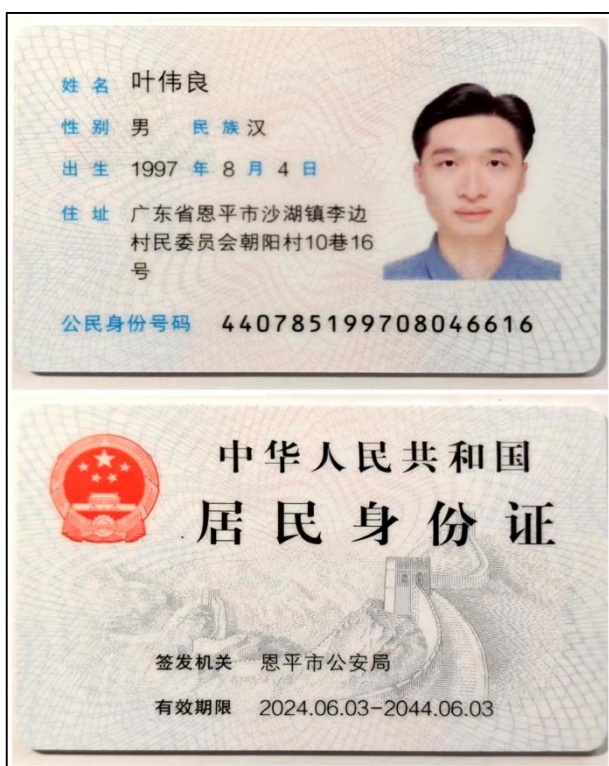 姓名 叶伟良
性别 男 民族 汉
出生 1997 年 8 月 4 日
住址 广东省恩平市沙湖镇李边
村民委员会朝阳村10巷16
号
公民身份号码 440785199708046616
中华人民共和国
居民身份证
签发机关 恩平市公安局
有效期限 2024.06.03-2044.06.03